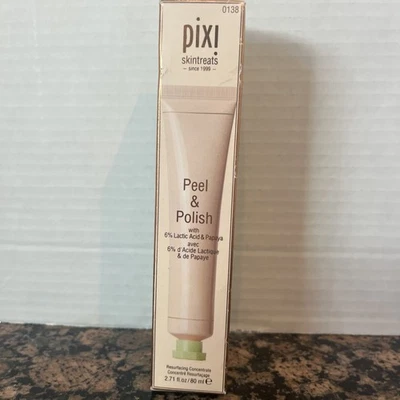 0138
pixi
skintreats
– since 1999 –
Peel
&
Polish
with
6% Lactic Acid & Papaya
avec
6% d'Acide Lactique
& de Papaye
Resurfacing Concentrate
Concentré Resurfaçage
2.71 fl.oz / 80 ml ℮